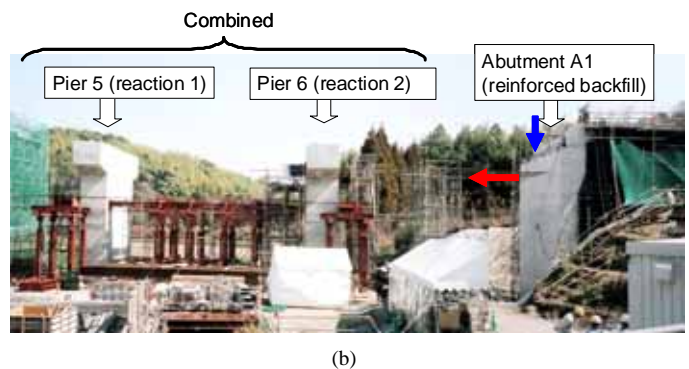 Combined
Pier 5 (reaction 1)
Pier 6 (reaction 2)
Abutment A1
(reinforced backfill)
(b)